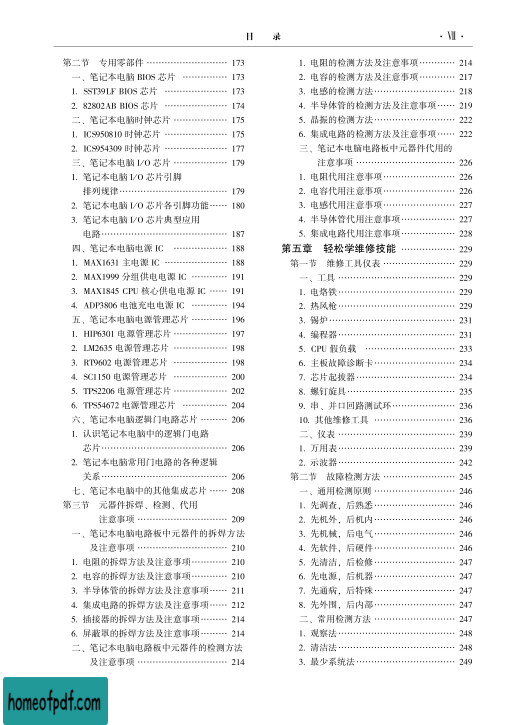 目 录
· Ⅶ ·
第二节 专用零部件 ………………………… 173
一、笔记本电脑 BIOS 芯片 ……………… 173
1. SST39LF BIOS 芯片 …………………… 173
2. 82802AB BIOS 芯片 …………………… 174
二、笔记本电脑时钟芯片 ………………… 175
1. ICS950810 时钟芯片 …………………… 175
2. ICS954309 时钟芯片 …………………… 177
三、笔记本电脑 I/O 芯片 ………………… 179
1. 笔记本电脑 I/O 芯片引脚
排列规律………………………………… 179
2. 笔记本电脑 I/O 芯片各引脚功能…… 180
3. 笔记本电脑 I/O 芯片典型应用
电路……………………………………… 187
四、笔记本电脑电源 IC ………………… 188
1. MAX1631 主电源 IC …………………… 188
2. MAX1999 分组供电电源 IC ………… 191
3. MAX1845 CPU 核心供电电源 IC …… 191
4. ADP3806 电池充电电源 IC ………… 194
五、笔记本电脑主电源管理芯片 ………… 196
1. HIP6301 电源管理芯片 ………………… 197
2. LM2635 电源管理芯片 ………………… 198
3. RT9602 电源管理芯片 ………………… 198
4. SC1150 电源管理芯片 ………………… 200
5. TPS2206 电源管理芯片 ………………… 202
6. TPS54672 电源管理芯片 ……………… 204
六、笔记本电脑逻辑门电路芯片 ……… 206
1. 认识笔记本电脑中的逻辑门电路
芯片……………………………………… 206
2. 笔记本电脑常用门电路的各种逻辑
关系……………………………………… 206
七、笔记本电脑中的其他集成芯片 …… 208
第三节 元器件拆焊、检测、代用
注意事项 …………………………… 209
一、笔记本电脑电路板中元器件的拆焊方法
及注意事项 …………………………… 210
1. 电阻的拆焊方法及注意事项………… 210
2. 电容的拆焊方法及注意事项………… 210
3. 半导体管的拆焊方法及注意事项…… 211
4. 集成电路的拆焊方法及注意事项…… 212
5. 插接器的拆焊方法及注意事项……… 214
6. 屏蔽罩的拆焊方法及注意事项……… 214
二、笔记本电脑电路板中元器件的检测方法
及注意事项 …………………………… 214
1. 电阻的检测方法及注意事项………… 214
2. 电容的检测方法及注意事项………… 217
3. 电感的检测方法………………………… 218
4. 半导体管的检测方法及注意事项…… 219
5. 晶振的检测方法………………………… 222
6. 集成电路的检测方法及注意事项…… 222
三、笔记本电脑电路板中元器件代用的
注意事项 ……………………………… 226
1. 电阻代用注意事项……………………… 226
2. 电容代用注意事项……………………… 226
3. 电感代用注意事项……………………… 227
4. 半导体管代用注意事项………………… 227
5. 集成电路代用注意事项………………… 228
第五章 轻松学维修技能 ………………… 229
第一节 维修工具仪表 …………………… 229
一、工具 …………………………………… 229
1. 电烙铁…………………………………… 229
2. 热风枪…………………………………… 229
3. 锡炉……………………………………… 231
4. 编程器…………………………………… 231
5. CPU 假负载 …………………………… 233
6. 主板故障诊断卡………………………… 234
7. 芯片起拔器……………………………… 234
8. 螺钉旋具………………………………… 235
9. 串、并口回路测试环…………………… 236
10. 其他维修工具 ………………………… 236
二、仪表 …………………………………… 239
1. 万用表…………………………………… 239
2. 示波器…………………………………… 242
第二节 故障检测方法 …………………… 245
一、通用检测原则 ………………………… 246
1. 先调查，后熟悉………………………… 246
2. 先机外，后机内………………………… 246
3. 先机械，后电气………………………… 246
4. 先软件，后硬件………………………… 246
5. 先清洁，后检修………………………… 247
6. 先电源，后机器………………………… 247
7. 先通病，后特殊………………………… 247
8. 先外围，后内部………………………… 247
二、常用检测方法 ………………………… 247
1. 观察法…………………………………… 248
2. 清洁法…………………………………… 248
3. 最少系统法……………………………… 249
homeofpdf.com